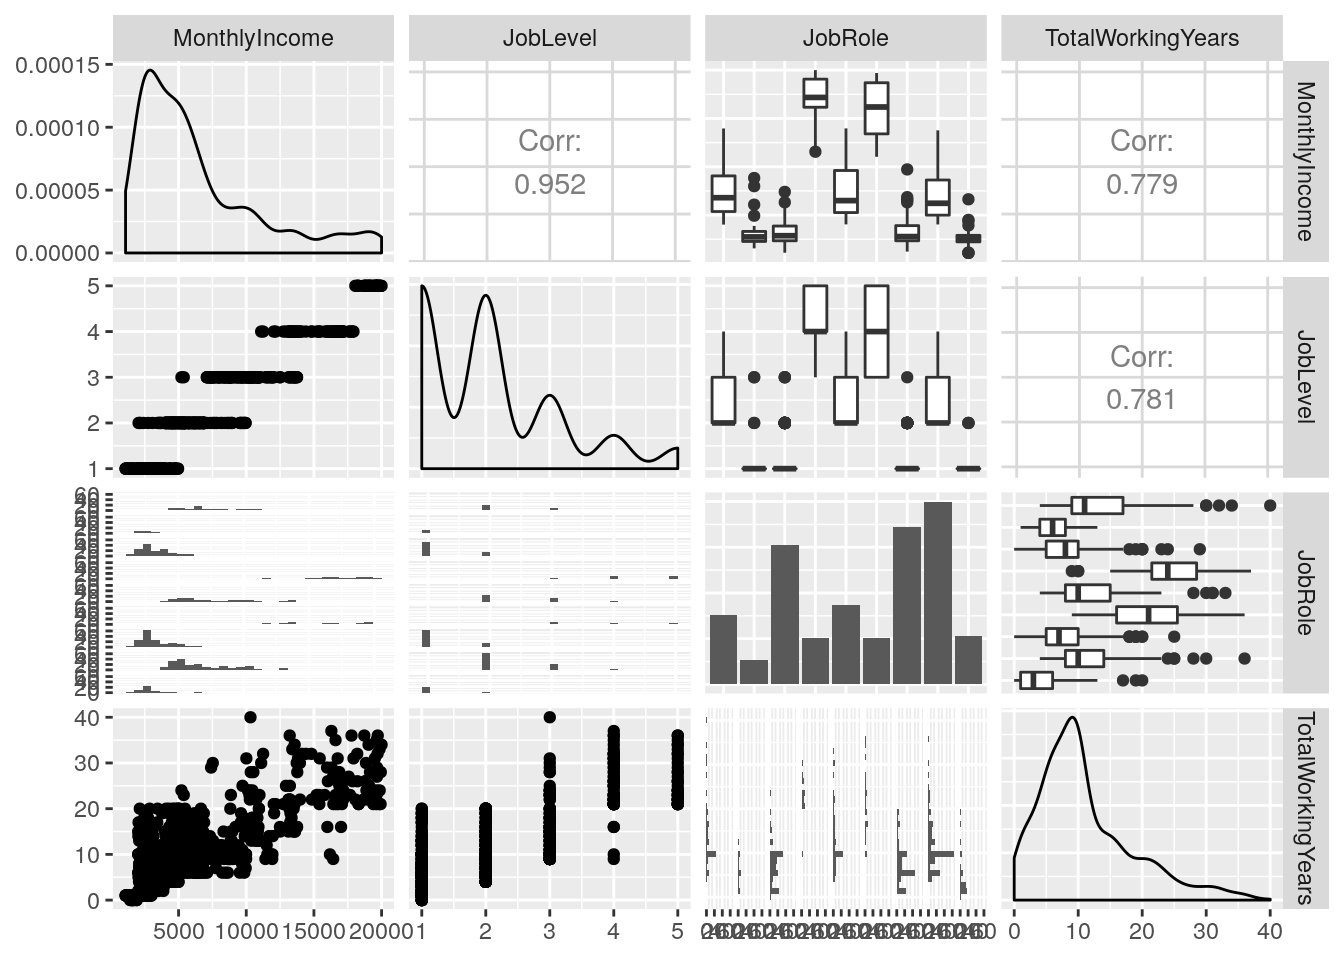 MonthlyIncome JobLevel JobRole TotalWorkingYears
0.00015
0.00010
0.00005
0.00000
Corr:
0.952
Corr:
0.779
MonthlyIncome
5
4
3
2
1
Corr:
0.781
JobLevel
JobRole
40
30
20
10
0
TotalWorkingYears
5000 10000 15000 20000 1 2 3 4 5 0 10 20 30 40